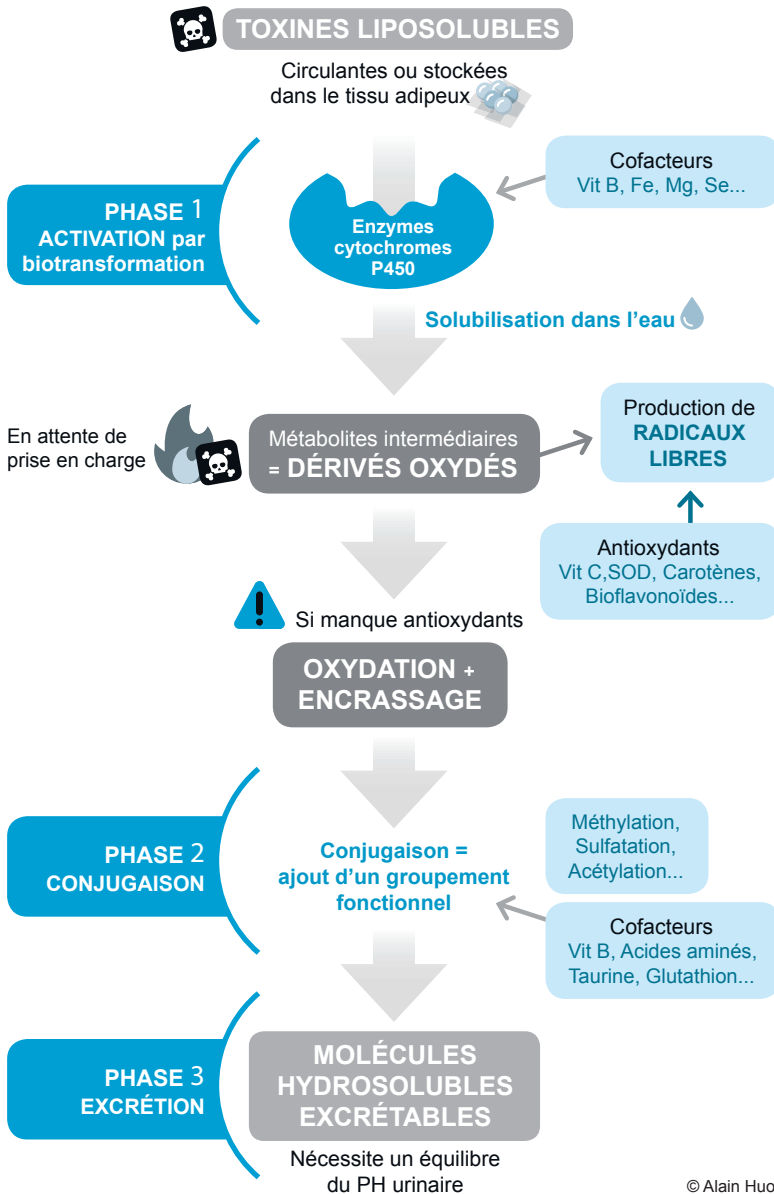 TOXINES LIPOSOLUBLES
Circulantes ou stockées
dans le tissu adipeux
Cofacteurs
Vit B, Fe, Mg, Se...
PHASE 1
ACTIVATION par
biotransformation
Enzymes
cytochromes
P450
Solubilisation dans l'eau
En attente de
prise en charge
Métabolites intermédiaires
= DÉRIVÉS OXYDÉS
Production de
RADICAUX
LIBRES
Antioxydants
Vit C,SOD, Carotènes,
Bioflavonoïdes...
Si manque antioxydants
OXYDATION +
ENCRASSAGE
PHASE 2
CONJUGAISON
Conjugaison =
ajout d'un groupement
fonctionnel
Méthylation,
Sulfatation,
Acétylation...
Cofacteurs
Vit B, Acides aminés,
Taurine, Glutathion...
PHASE 3
EXCRÉTION
MOLÉCULES
HYDROSOLUBLES
EXCRÉTABLES
Nécessite un équilibre
du PH urinaire
© Alain Huo